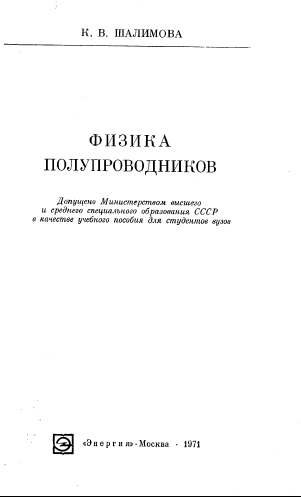 К. В. ШАЛИМОВА
ФИЗИКА
ПОЛУПРОВОДНИКОВ
Допущено Министерством высшего
и среднего специального образования СССР
в качестве учебного пособия для студентов вузов
«Энергия» · Москва · 1971